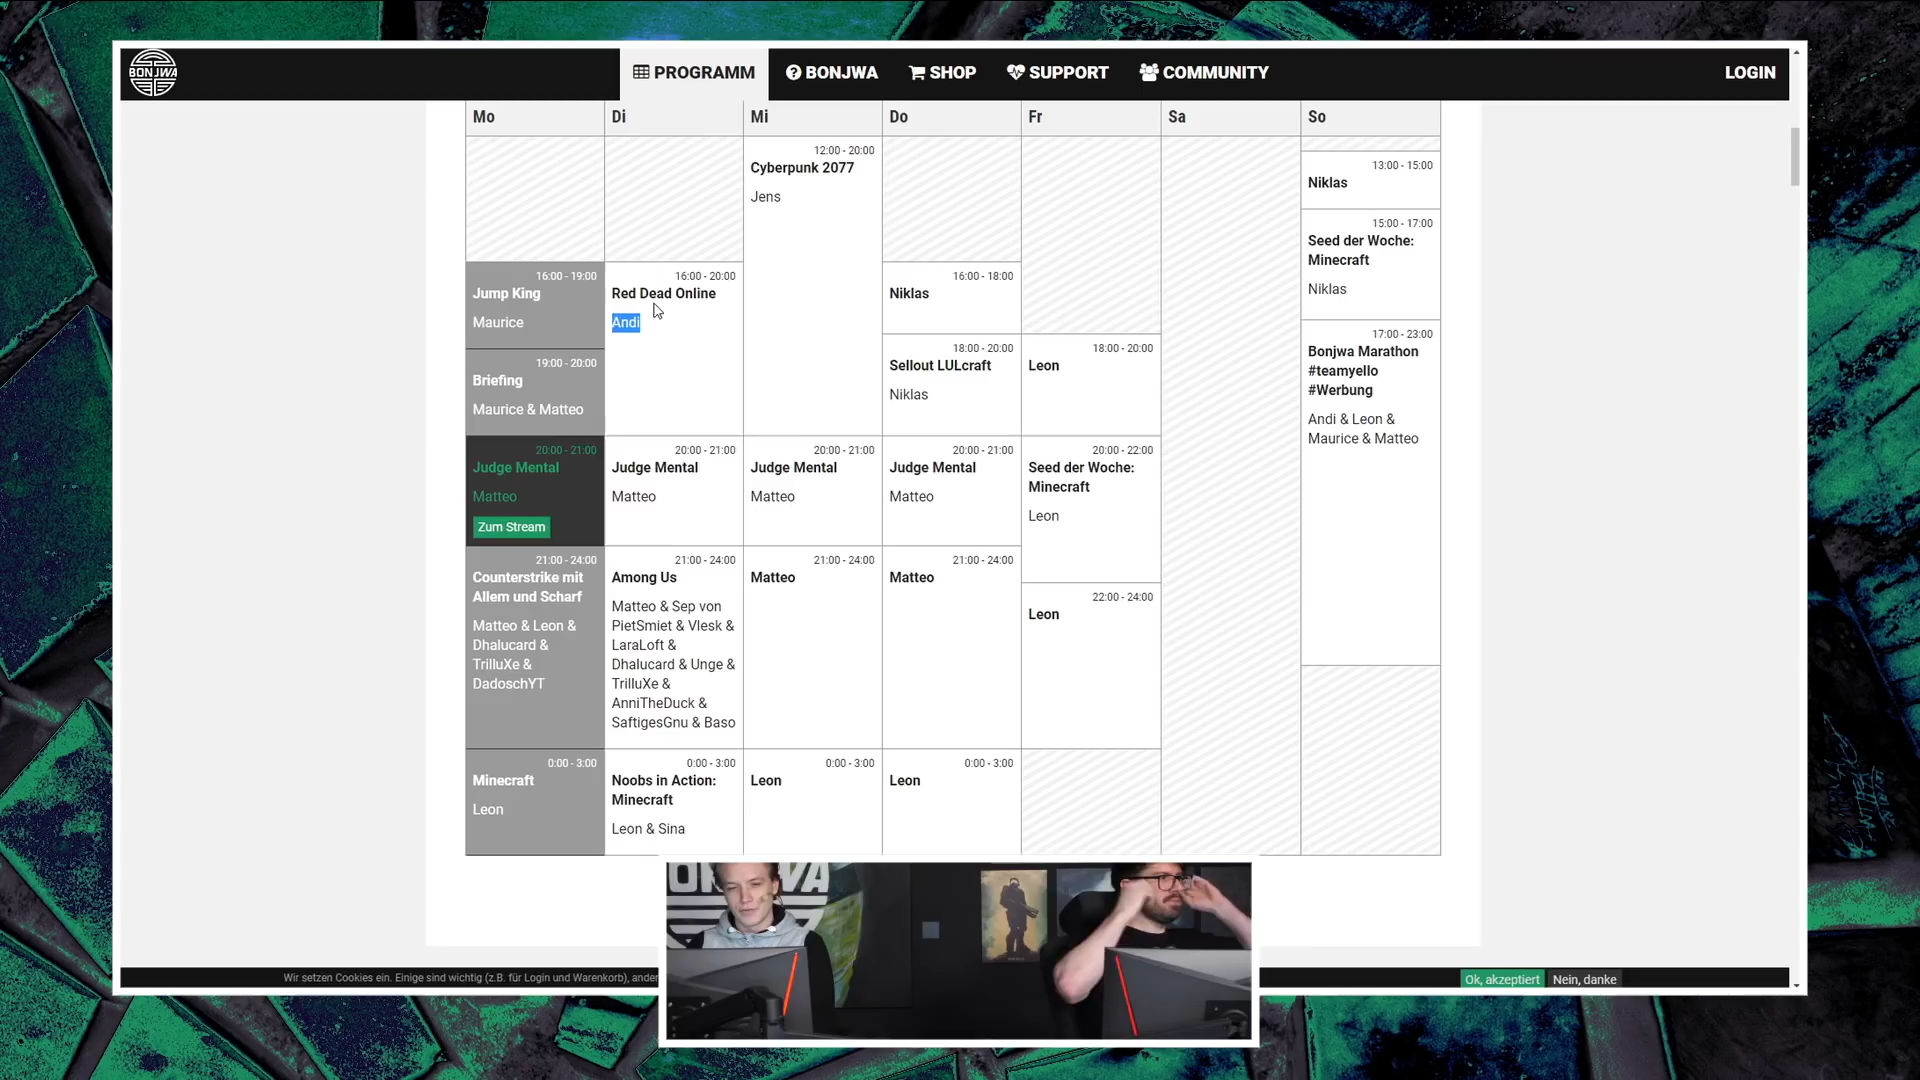 BONJWA
PROGRAMM
BONJWA
SHOP
SUPPORT
COMMUNITY
LOGIN
Mo
Di
Mi
Do
Fr
Sa
So
16:00 - 19:00
Jump King
Maurice
19:00 - 20:00
Briefing
Maurice & Matteo
20:00 - 21:00
Judge Mental
Matteo
Zum Stream
21:00 - 24:00
Counterstrike mit
Allem und Scharf
Matteo & Leon &
Dhalucard &
TrilluXe &
DadoschYT
0:00 - 3:00
Minecraft
Leon
16:00 - 20:00
Red Dead Online
Andi
20:00 - 21:00
Judge Mental
Matteo
21:00 - 24:00
Among Us
Matteo & Sep von
PietSmiet & Vlesk &
LaraLoft &
Dhalucard & Unge &
TrilluXe &
AnniTheDuck &
SaftigesGnu & Baso
0:00 - 3:00
Noobs in Action:
Minecraft
Leon & Sina
12:00 - 20:00
Cyberpunk 2077
Jens
20:00 - 21:00
Judge Mental
Matteo
21:00 - 24:00
Matteo
0:00 - 3:00
Leon
16:00 - 18:00
Niklas
18:00 - 20:00
Sellout LULcraft
Niklas
20:00 - 21:00
Judge Mental
Matteo
21:00 - 24:00
Matteo
0:00 - 3:00
Leon
18:00 - 20:00
Leon
20:00 - 22:00
Seed der Woche:
Minecraft
Leon
22:00 - 24:00
Leon
13:00 - 15:00
Niklas
15:00 - 17:00
Seed der Woche:
Minecraft
Niklas
17:00 - 23:00
Bonjwa Marathon
#teamyello
#Werbung
Andi & Leon &
Maurice & Matteo
Wir setzen Cookies ein. Einige sind wichtig (z.B. für Login und Warenkorb), ander
Ok, akzeptiert
Nein, danke